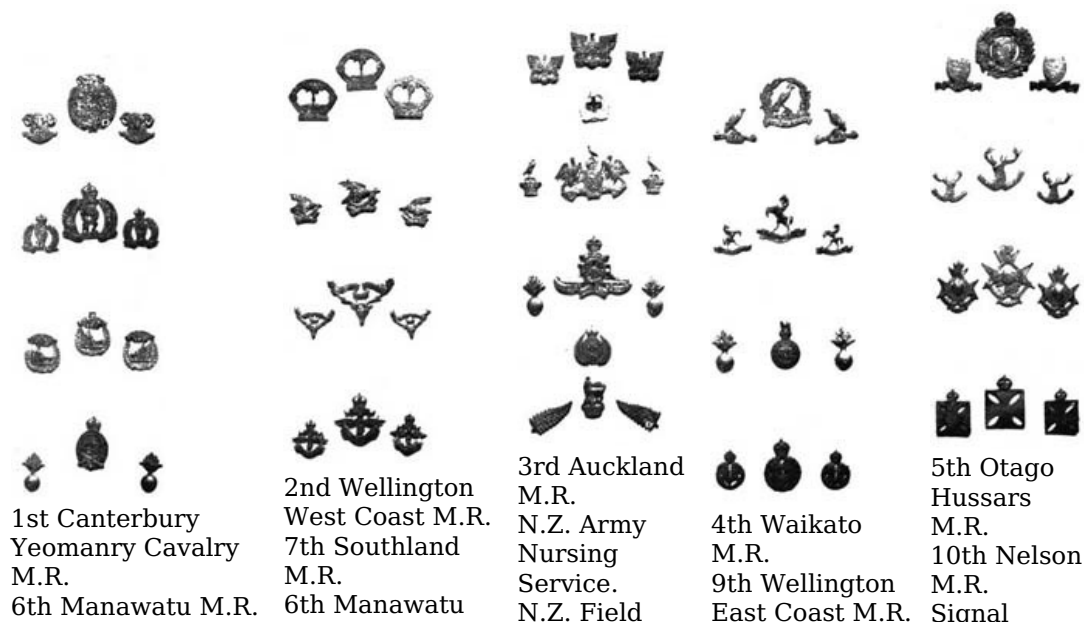 1st Canterbury
Yeomanry Cavalry
M.R.
6th Manawatu M.R.
2nd Wellington
West Coast M.R.
7th Southland
M.R.
6th Manawatu
3rd Auckland
M.R.
N.Z. Army
Nursing
Service.
N.Z. Field
4th Waikato
M.R.
9th Wellington
East Coast M.R.
5th Otago
Hussars
M.R.
10th Nelson
M.R.
Signal